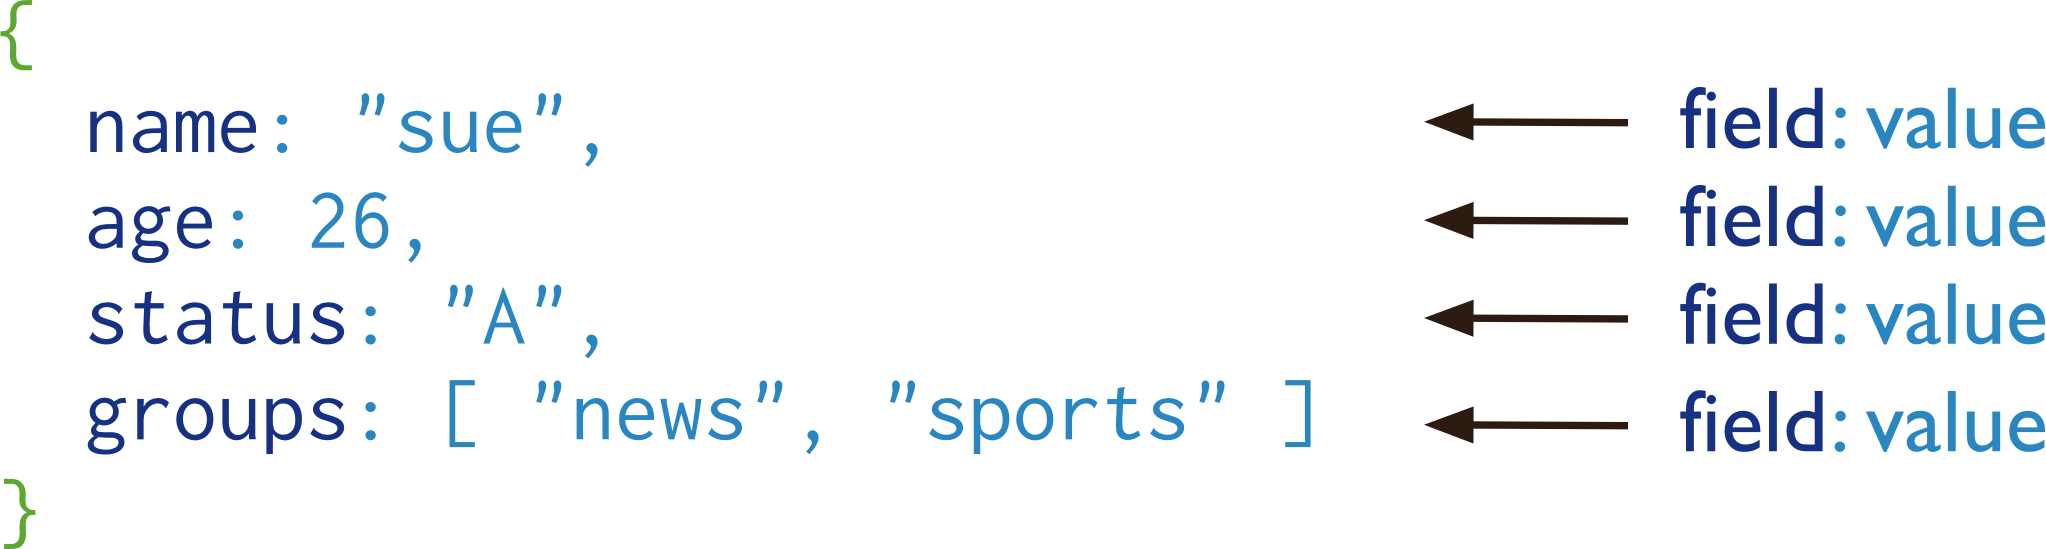 {
name: "sue", field: value
age: 26, field: value
status: "A", field: value
groups: [ "news", "sports" ] field: value
}